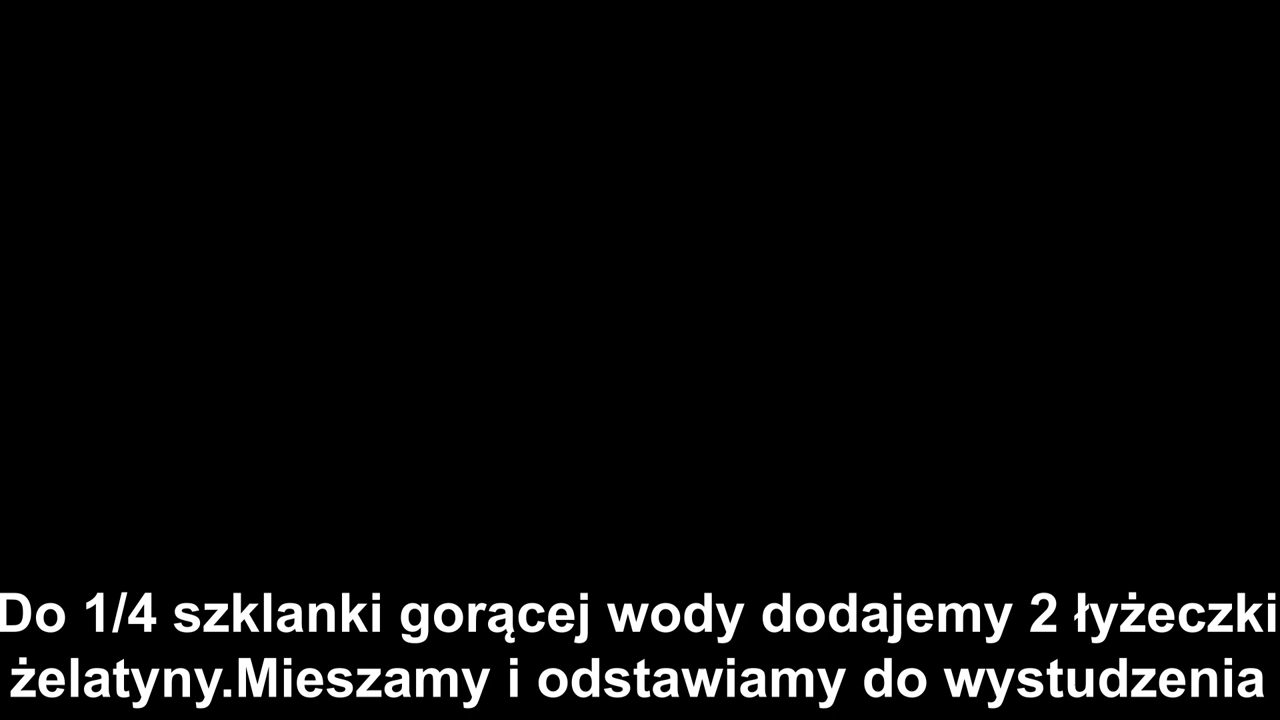 Do 1/4 szklanki gorącej wody dodajemy 2 łyżeczki
żelatyny.Mieszamy i odstawiamy do wystudzenia